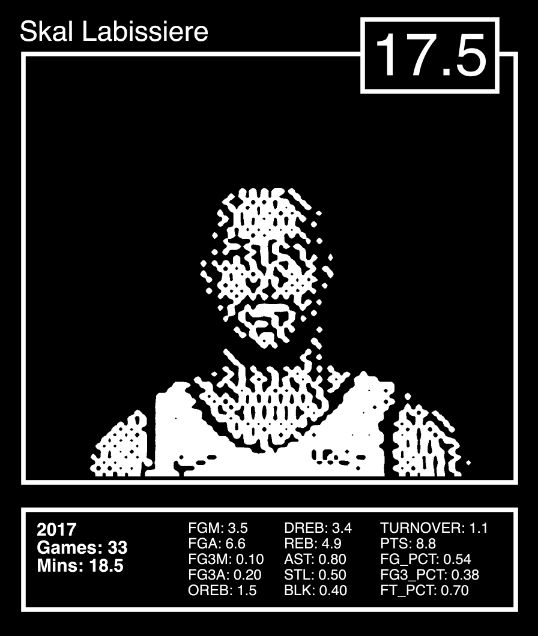 Skal Labissiere
17.5
2017
Games: 33
Mins: 18.5
FGM: 3.5
FGA: 6.6
FG3M: 0.10
FG3A: 0.20
OREB: 1.5
DREB: 3.4
REB: 4.9
AST: 0.80
STL: 0.50
BLK: 0.40
TURNOVER: 1.1
PTS: 8.8
FG_PCT: 0.54
FG3_PCT: 0.38
FT_PCT: 0.70